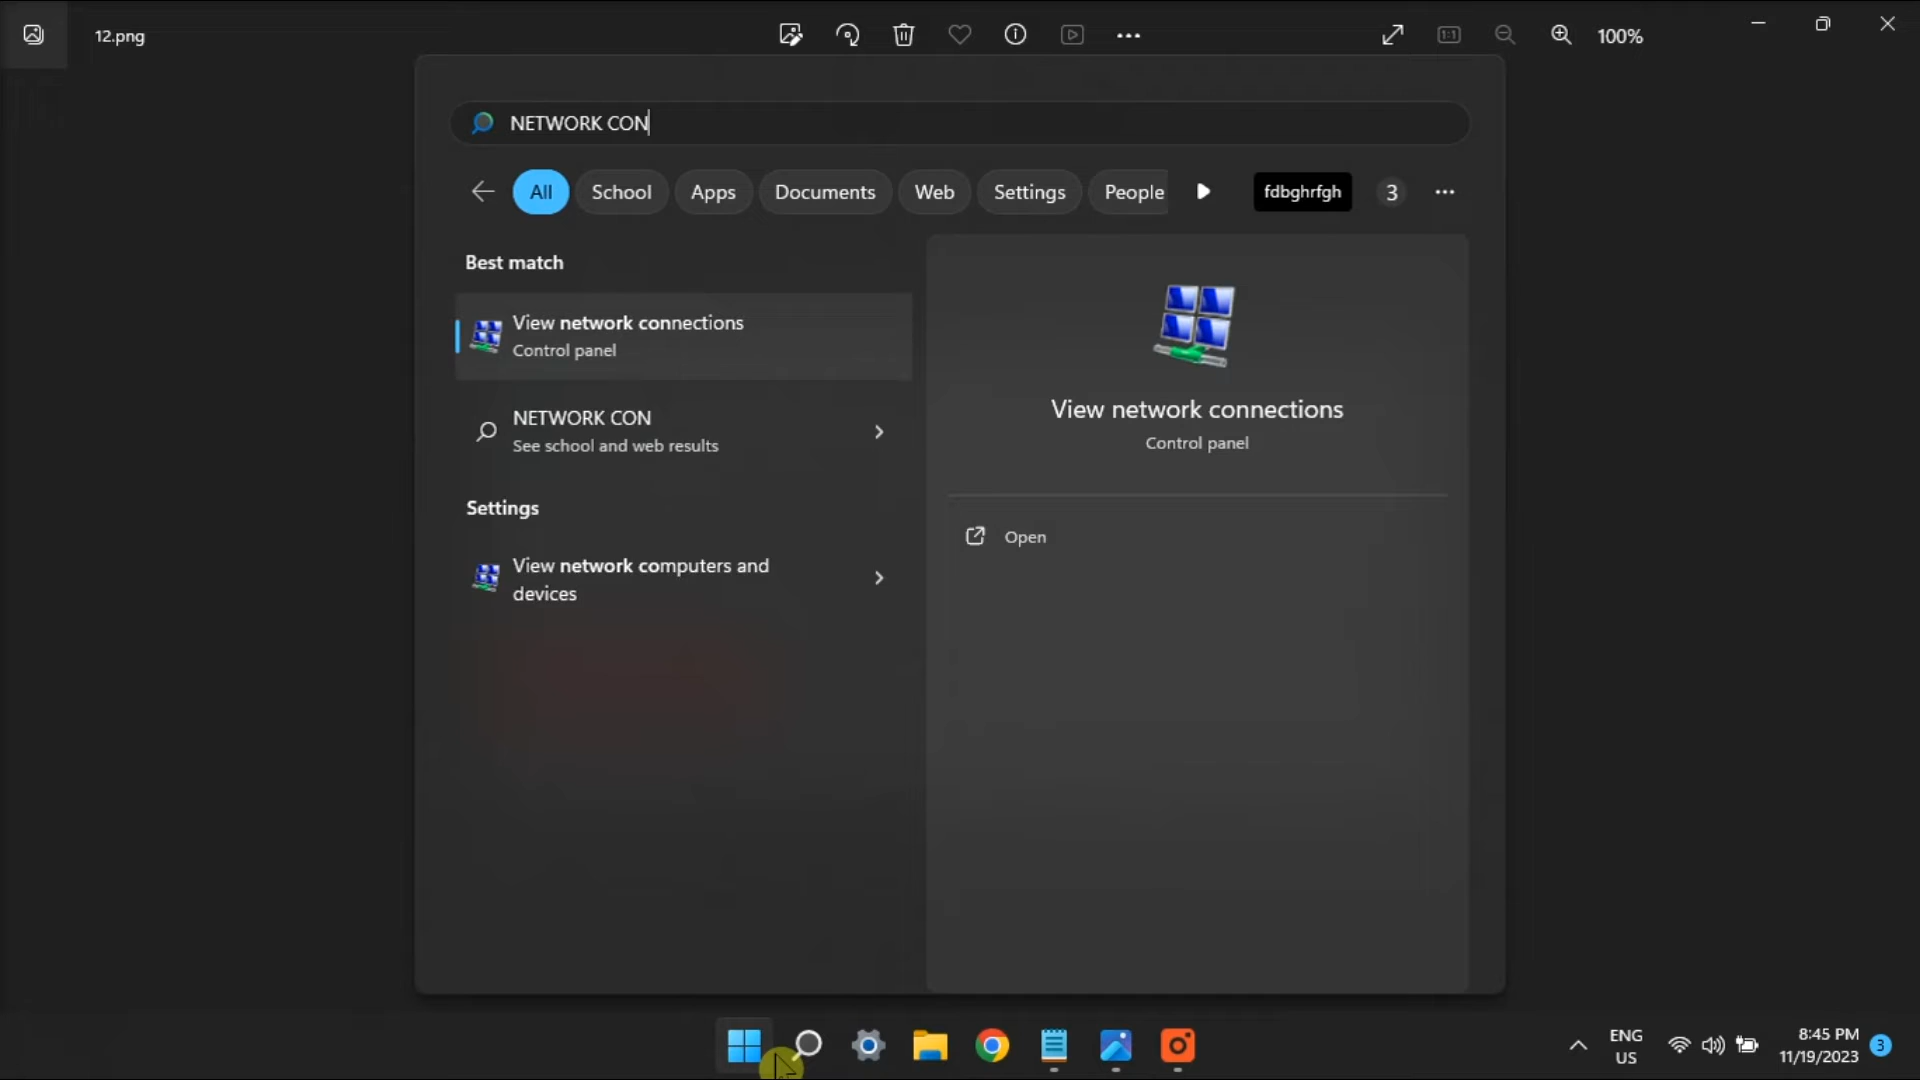 12.png
1:1
100%
NETWORK CON
All
School
Apps
Documents
Web
Settings
People
fdbghrfgh
3
Best match
View network connections
Control panel
NETWORK CON
See school and web results
Settings
View network computers and
devices
View network connections
Control panel
Open
ENG
US
8:45 PM
11/19/2023
3